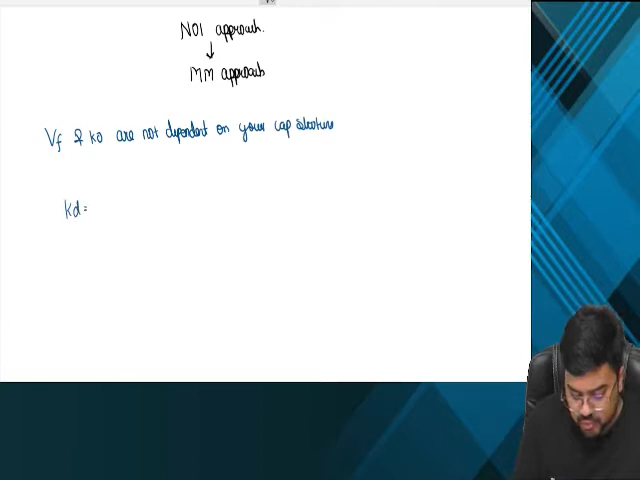 NOI approach.
MM approach
Vf & ko are not dependent on your cap structure
kd=